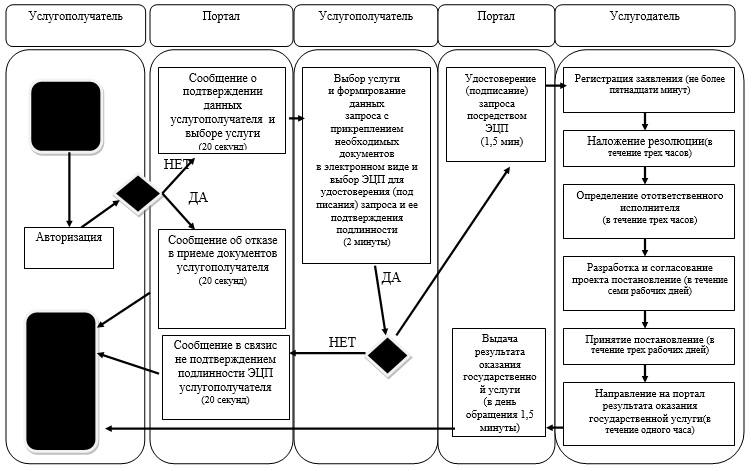 Услугополучатель
Портал
Услугополучатель
Портал
Услугодатель
Авторизация
НЕТ
ДА
Сообщение о
подтверждении
данных
услугополучателя и
выборе услуги
(20 секунд)
Сообщение об отказе
в приеме документов
услугополучателя
(20 секунд)
Сообщение в связис
не подтверждением
подлинности ЭЦП
услугополучателя
(20 секунд)
Выбор услуги
и формирование
данных
запроса с
прикреплением
необходимых
документов
в электронном виде и
выбор ЭЦП для
удостоверения (под
писания) запроса и ее
подтверждения
подлинности
(2 минуты)
ДА
НЕТ
Удостоверение
(подписание)
запроса
посредством
ЭЦП
(1,5 мин)
Выдача
результата
оказания
государственно
й услуги
(в день
обращения 1,5
минуты)
Регистрация заявления (не более
пятнадцати минут)
Наложение резолюции(в
течение трех часов)
Определение отответственного
исполнителя
(в течение трех часов)
Разработка и согласование
проекта постановление (в течение
семи рабочих дней)
Принятие постановление (в
течение трех рабочих дней)
Направление на портал
результата оказания
государственной услуги(в
течение одного часа)